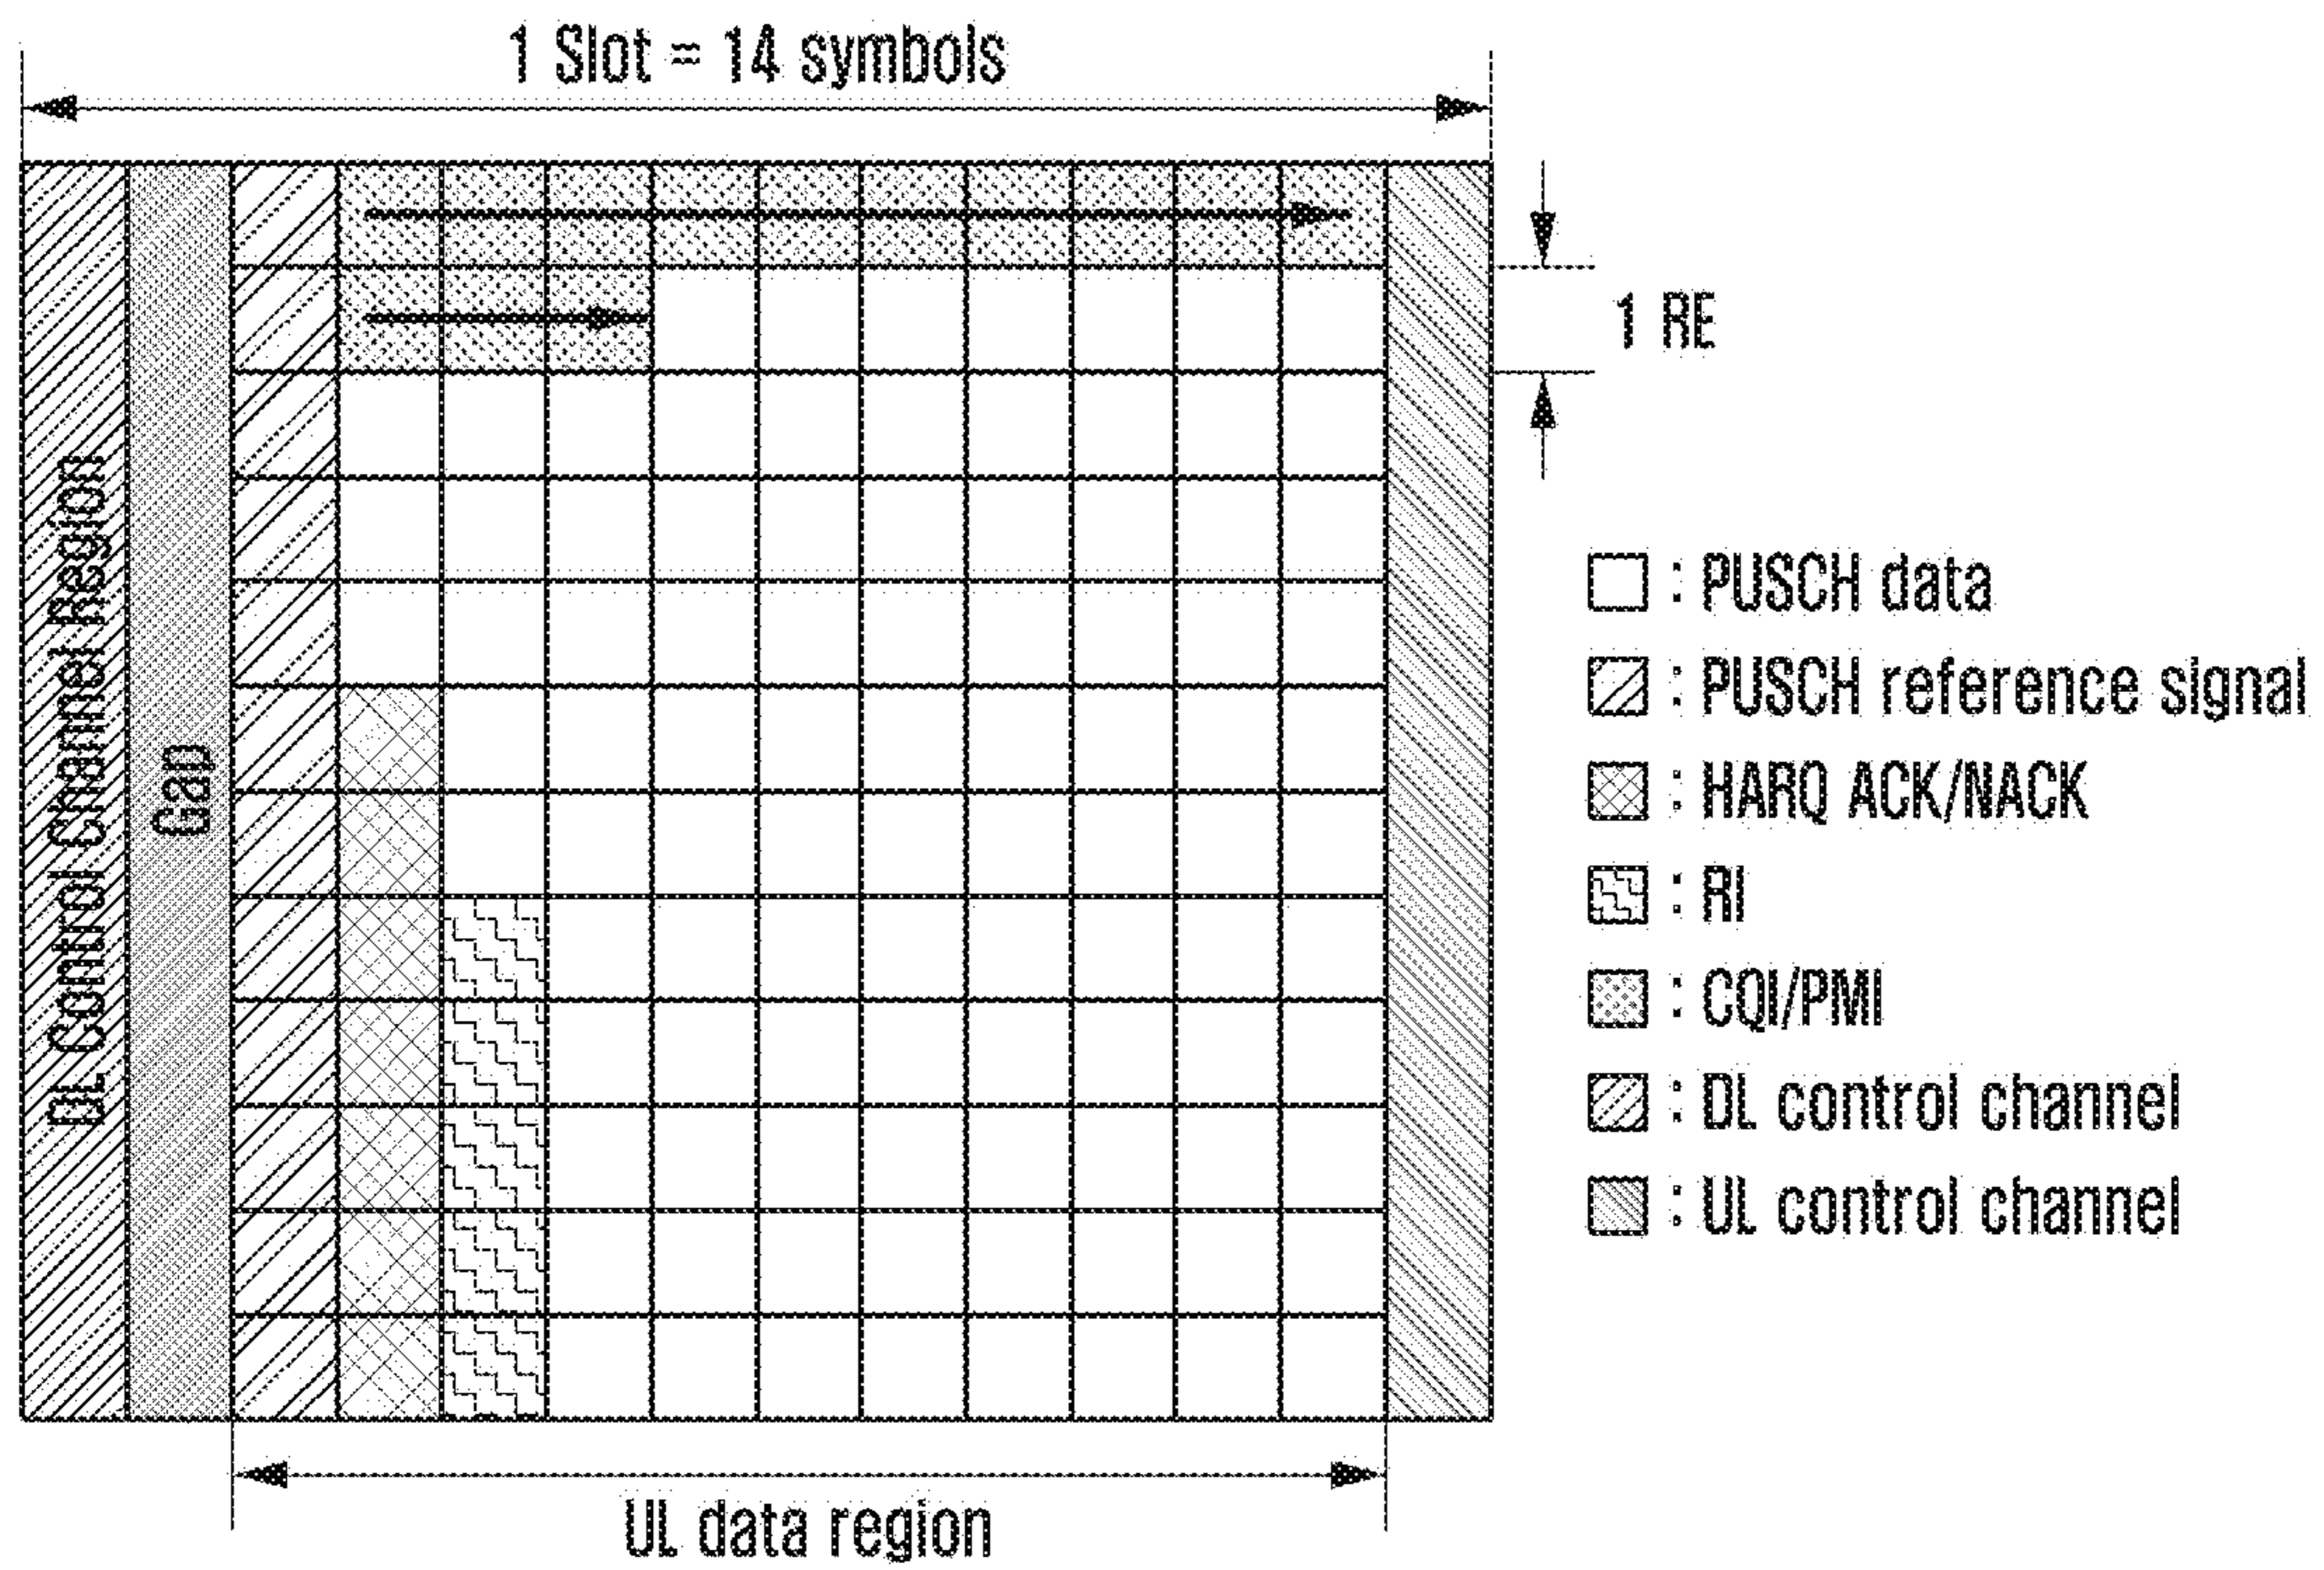 1 Slot = 14 symbols
DL Control Channel Region
Gap
1 RE
: PUSCH data
: PUSCH reference signal
: HARQ ACK/NACK
: RI
: CQI/PMI
: DL control channel
: UL control channel
UL data region